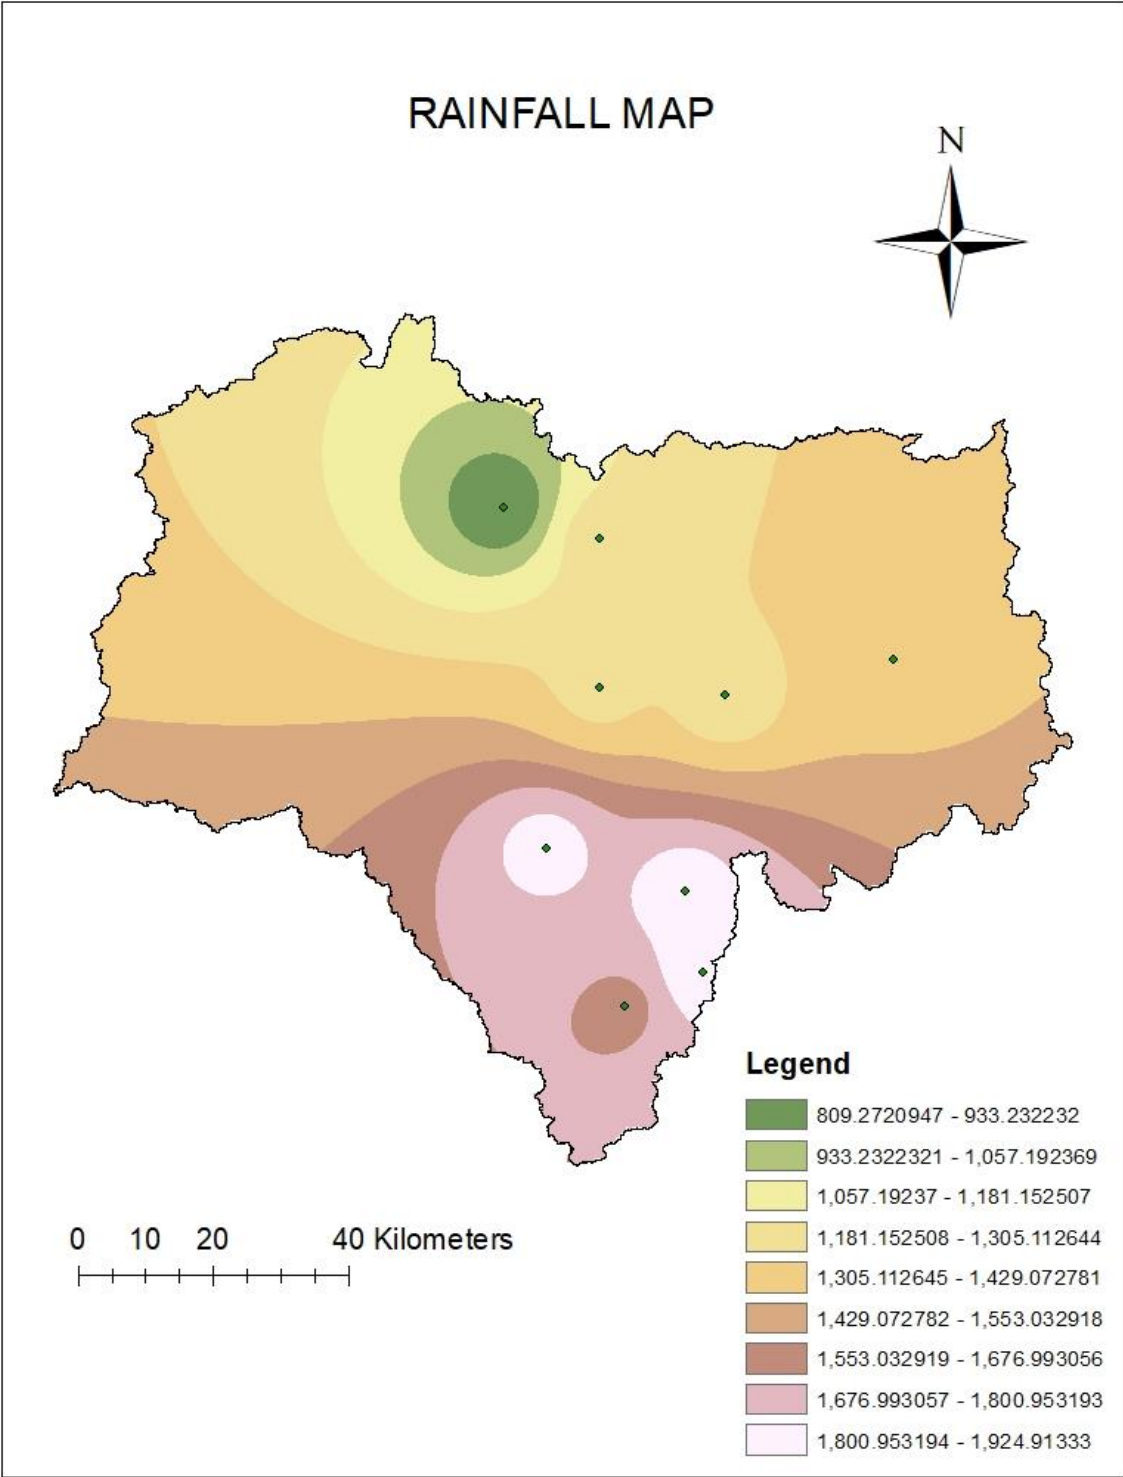 RAINFALL MAP
N
Legend
809.2720947 - 933.232232
933.2322321 - 1,057.192369
1,057.19237 - 1,181.152507
1,181.152508 - 1,305.112644
1,305.112645 - 1,429.072781
1,429.072782 - 1,553.032918
1,553.032919 - 1,676.993056
1,676.993057 - 1,800.953193
1,800.953194 - 1,924.91333
0 10 20 40 Kilometers